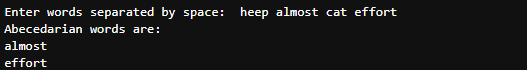 Enter words separated by space:  heep almost cat effort
Abecedarian words are:
almost
effort